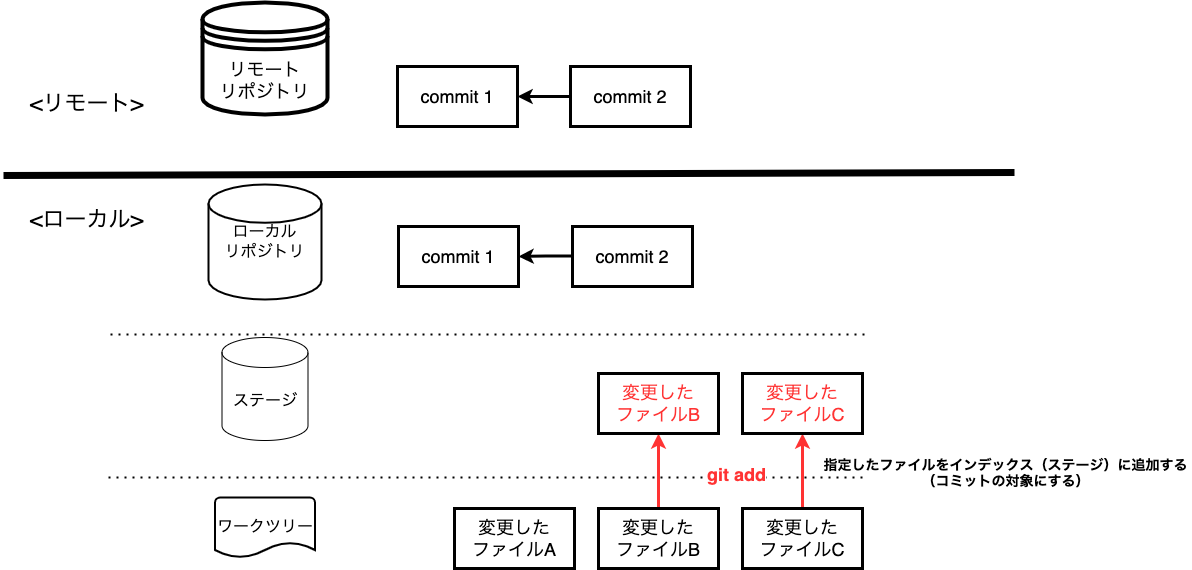 リモート
リポジトリ
<リモート>
commit 1
commit 2
<ローカル>
ローカル
リポジトリ
commit 1
commit 2
ステージ
変更した
ファイルB
変更した
ファイルC
git add
指定したファイルをインデックス（ステージ）に追加する
（コミットの対象にする）
ワークツリー
変更した
ファイルA
変更した
ファイルB
変更した
ファイルC